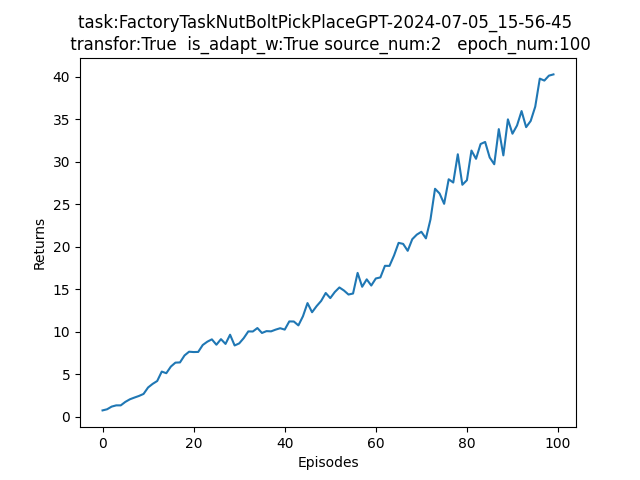 task:FactoryTaskNutBoltPickPlaceGPT-2024-07-05_15-56-45
transfor:True  is_adapt_w:True source_num:2   epoch_num:100
40
35
30
25
20
15
10
5
0
Returns
0 20 40 60 80 100
Episodes